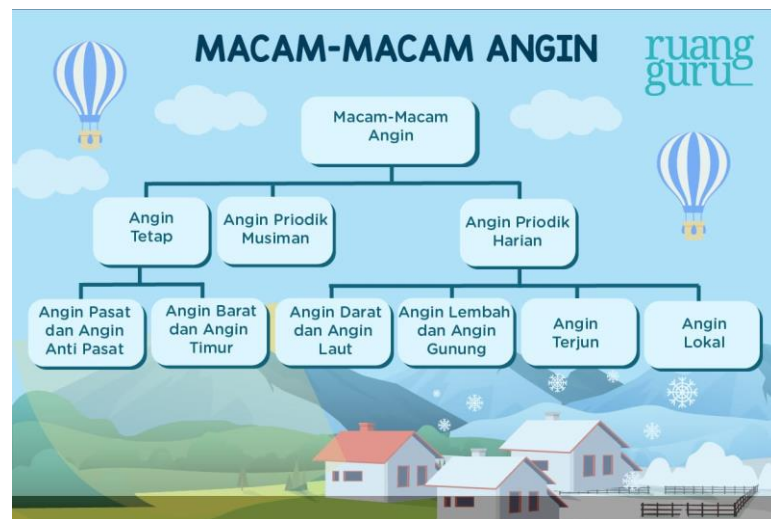 MACAM-MACAM ANGIN
ruang
guru
Macam-Macam
Angin
Angin
Tetap
Angin Priodik
Musiman
Angin Priodik
Harian
Angin Pasat
dan Angin
Anti Pasat
Angin Barat
dan Angin
Timur
Angin Darat
dan Angin
Laut
Angin Lembah
dan Angin
Gunung
Angin
Terjun
Angin
Lokal